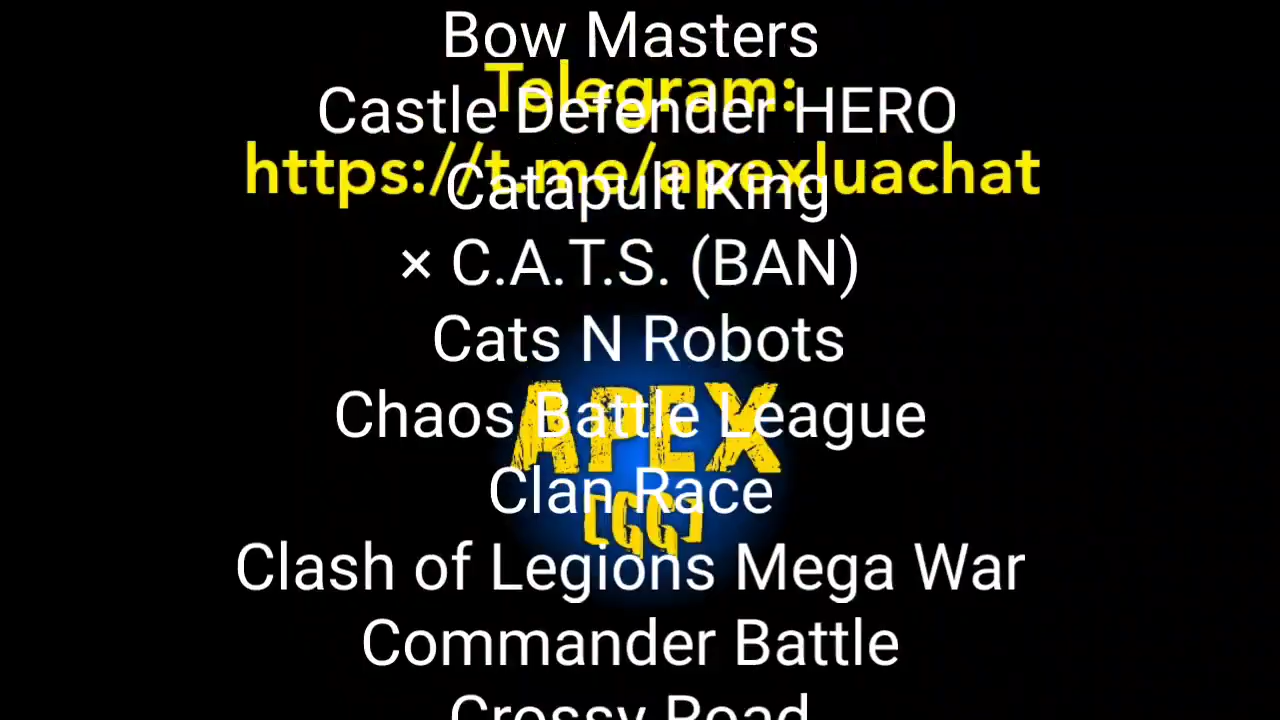 Bow Masters
Telegram:
Castle Defender HERO
https://t.me/apexluachat
Catapult King
× C.A.T.S. (BAN)
Cats N Robots
APEX
Chaos Battle League
Clan Race
[GG]
Clash of Legions Mega War
Commander Battle
Crossy Road